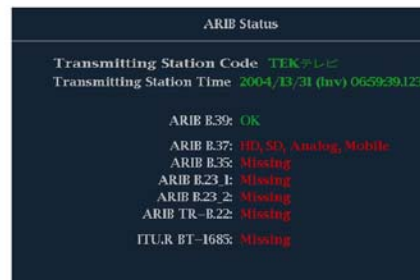 ARIB Status
Transmitting Station Code TEKテレビ
Transmitting Station Time 2004/13/31 (Inv) 06:59:39.123
ARIB B.39: OK
ARIB B.37: HD, SD, Analog, Mobile
ARIB B.35: Missing
ARIB B.23_1: Missing
ARIB B.23_2: Missing
ARIB TR-B.22: Missing
ITU.R BT-1685: Missing